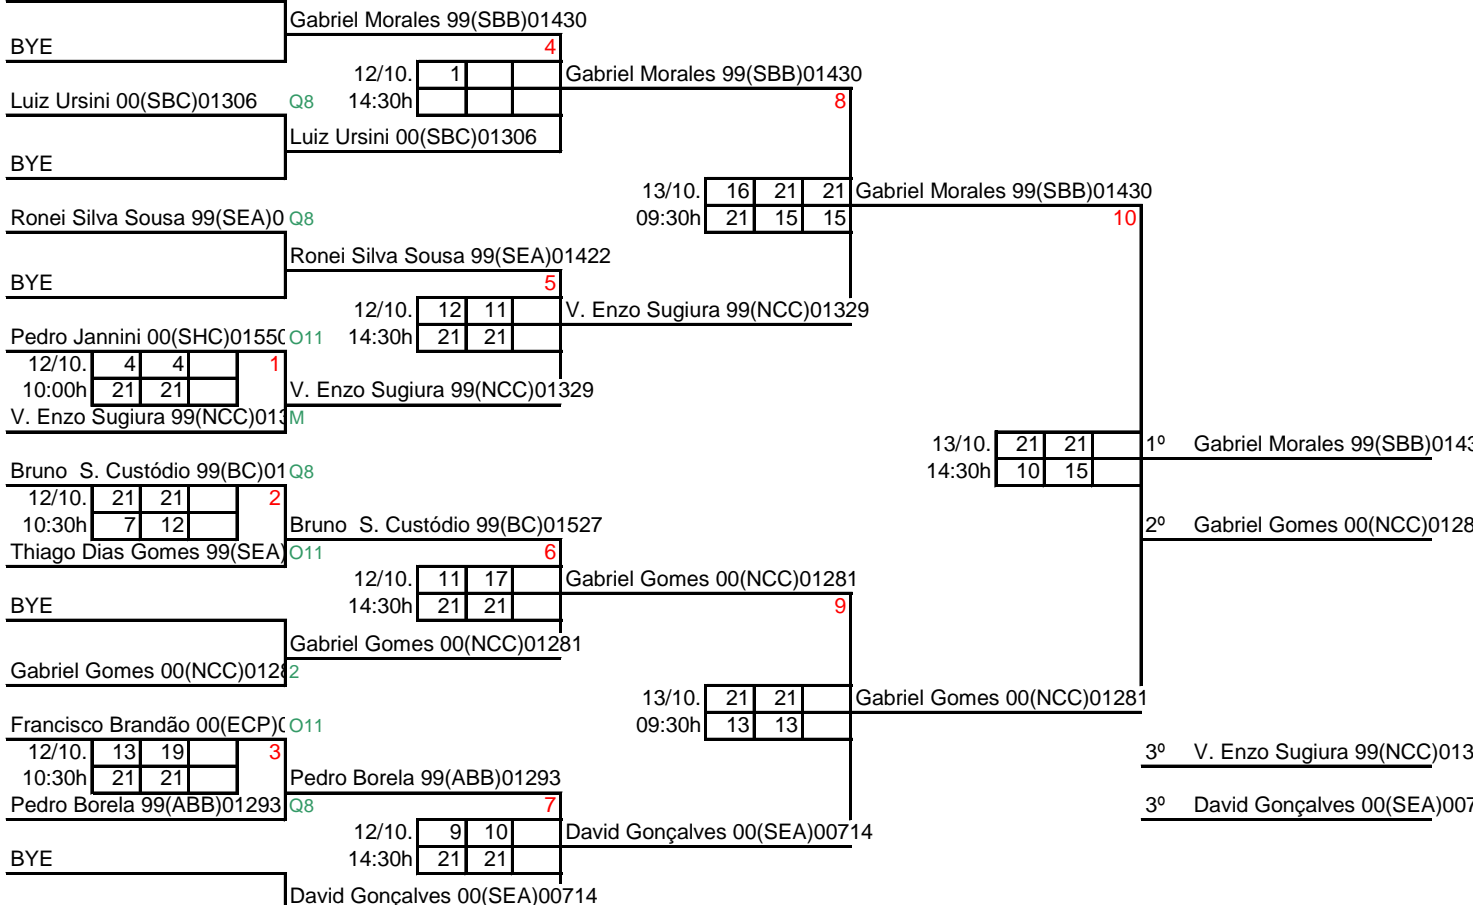 Gabriel Morales 99(SBB)01430
BYE 4
12/10. 1 Gabriel Morales 99(SBB)01430
Luiz Ursini 00(SBC)01306 Q8 14:30h 8
Luiz Ursini 00(SBC)01306
BYE
13/10. 16 21 21 Gabriel Morales 99(SBB)01430
Ronei Silva Sousa 99(SEA)0 Q8 09:30h 21 15 15 10
Ronei Silva Sousa 99(SEA)01422
BYE 5
12/10. 12 11 V. Enzo Sugiura 99(NCC)01329
Pedro Jannini 00(SHC)01550 O11 14:30h 21 21
12/10. 4 4 1
10:00h 21 21 V. Enzo Sugiura 99(NCC)01329
V. Enzo Sugiura 99(NCC)013 M
13/10. 21 21 1º Gabriel Morales 99(SBB)0143
Bruno S. Custódio 99(BC)01 Q8 14:30h 10 15
12/10. 21 21 2
10:30h 7 12 Bruno S. Custódio 99(BC)01527 2º Gabriel Gomes 00(NCC)0128
Thiago Dias Gomes 99(SEA) O11 6
12/10. 11 17 Gabriel Gomes 00(NCC)01281
BYE 14:30h 21 21 9
Gabriel Gomes 00(NCC)01281
Gabriel Gomes 00(NCC)0128 2
13/10. 21 21 Gabriel Gomes 00(NCC)01281
Francisco Brandão 00(ECP)0 O11 09:30h 13 13
12/10. 13 19 3 3º V. Enzo Sugiura 99(NCC)013
10:30h 21 21 Pedro Borela 99(ABB)01293
Pedro Borela 99(ABB)01293 Q8 7 3º David Gonçalves 00(SEA)007
12/10. 9 10 David Gonçalves 00(SEA)00714
BYE 14:30h 21 21
David Gonçalves 00(SEA)00714